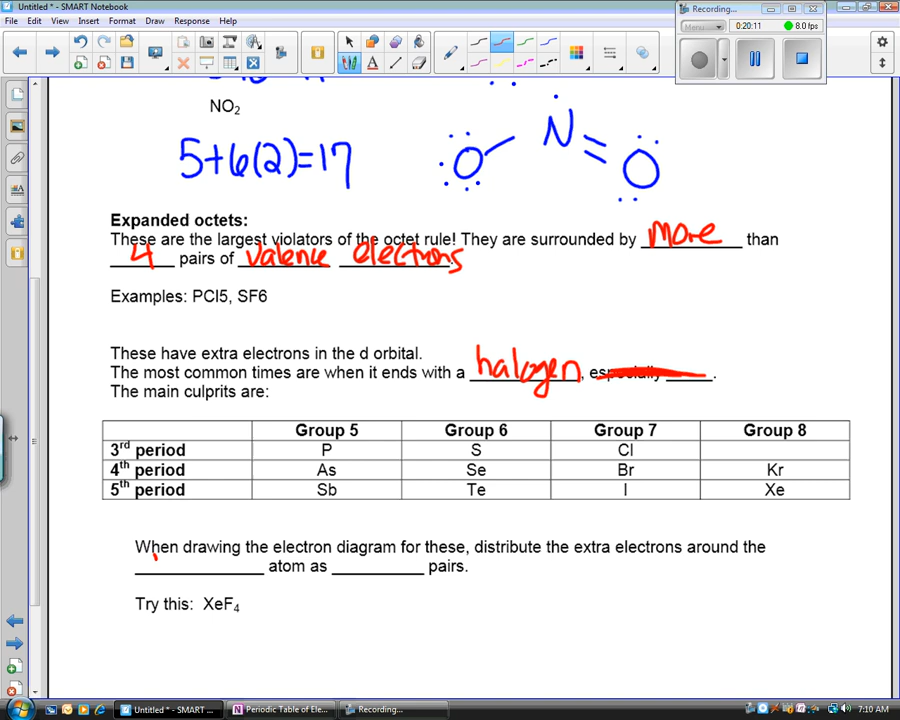 Untitled * - SMART Notebook
Recording...
File Edit View Insert Format Draw Response Help
Menu
0:20:11 8.0 fps
NO2
5+6(2)=17
N
O O
Expanded octets:
These are the largest violators of the octet rule! They are surrounded by more than
4 pairs of valence electrons.
Examples: PCl5, SF6
These have extra electrons in the d orbital.
The most common times are when it ends with a halogen, especially ____.
The main culprits are:
Group 5 Group 6 Group 7 Group 8
3rd period P S Cl
4th period As Se Br Kr
5th period Sb Te I Xe
When drawing the electron diagram for these, distribute the extra electrons around the
____________ atom as _________ pairs.
Try this: XeF4
Untitled * - SMART ...
Periodic Table of Ele...
Recording...
7:10 AM